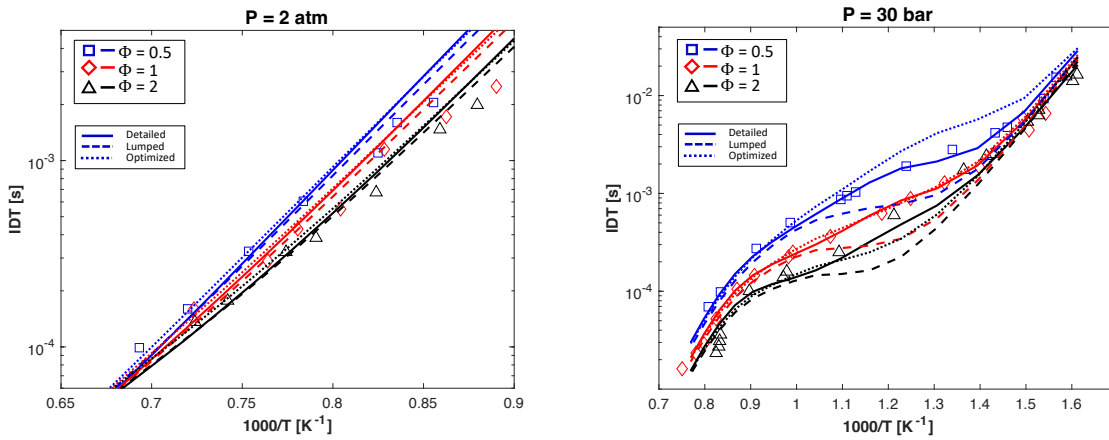 P = 2 atm
Φ = 0.5
Φ = 1
Φ = 2
Detailed
Lumped
Optimized
IDT [s]
10⁻³
10⁻⁴
0.65 0.7 0.75 0.8 0.85 0.9
1000/T [K⁻¹]
P = 30 bar
Φ = 0.5
Φ = 1
Φ = 2
Detailed
Lumped
Optimized
IDT [s]
10⁻²
10⁻³
10⁻⁴
0.7 0.8 0.9 1 1.1 1.2 1.3 1.4 1.5 1.6 1.7
1000/T [K⁻¹]